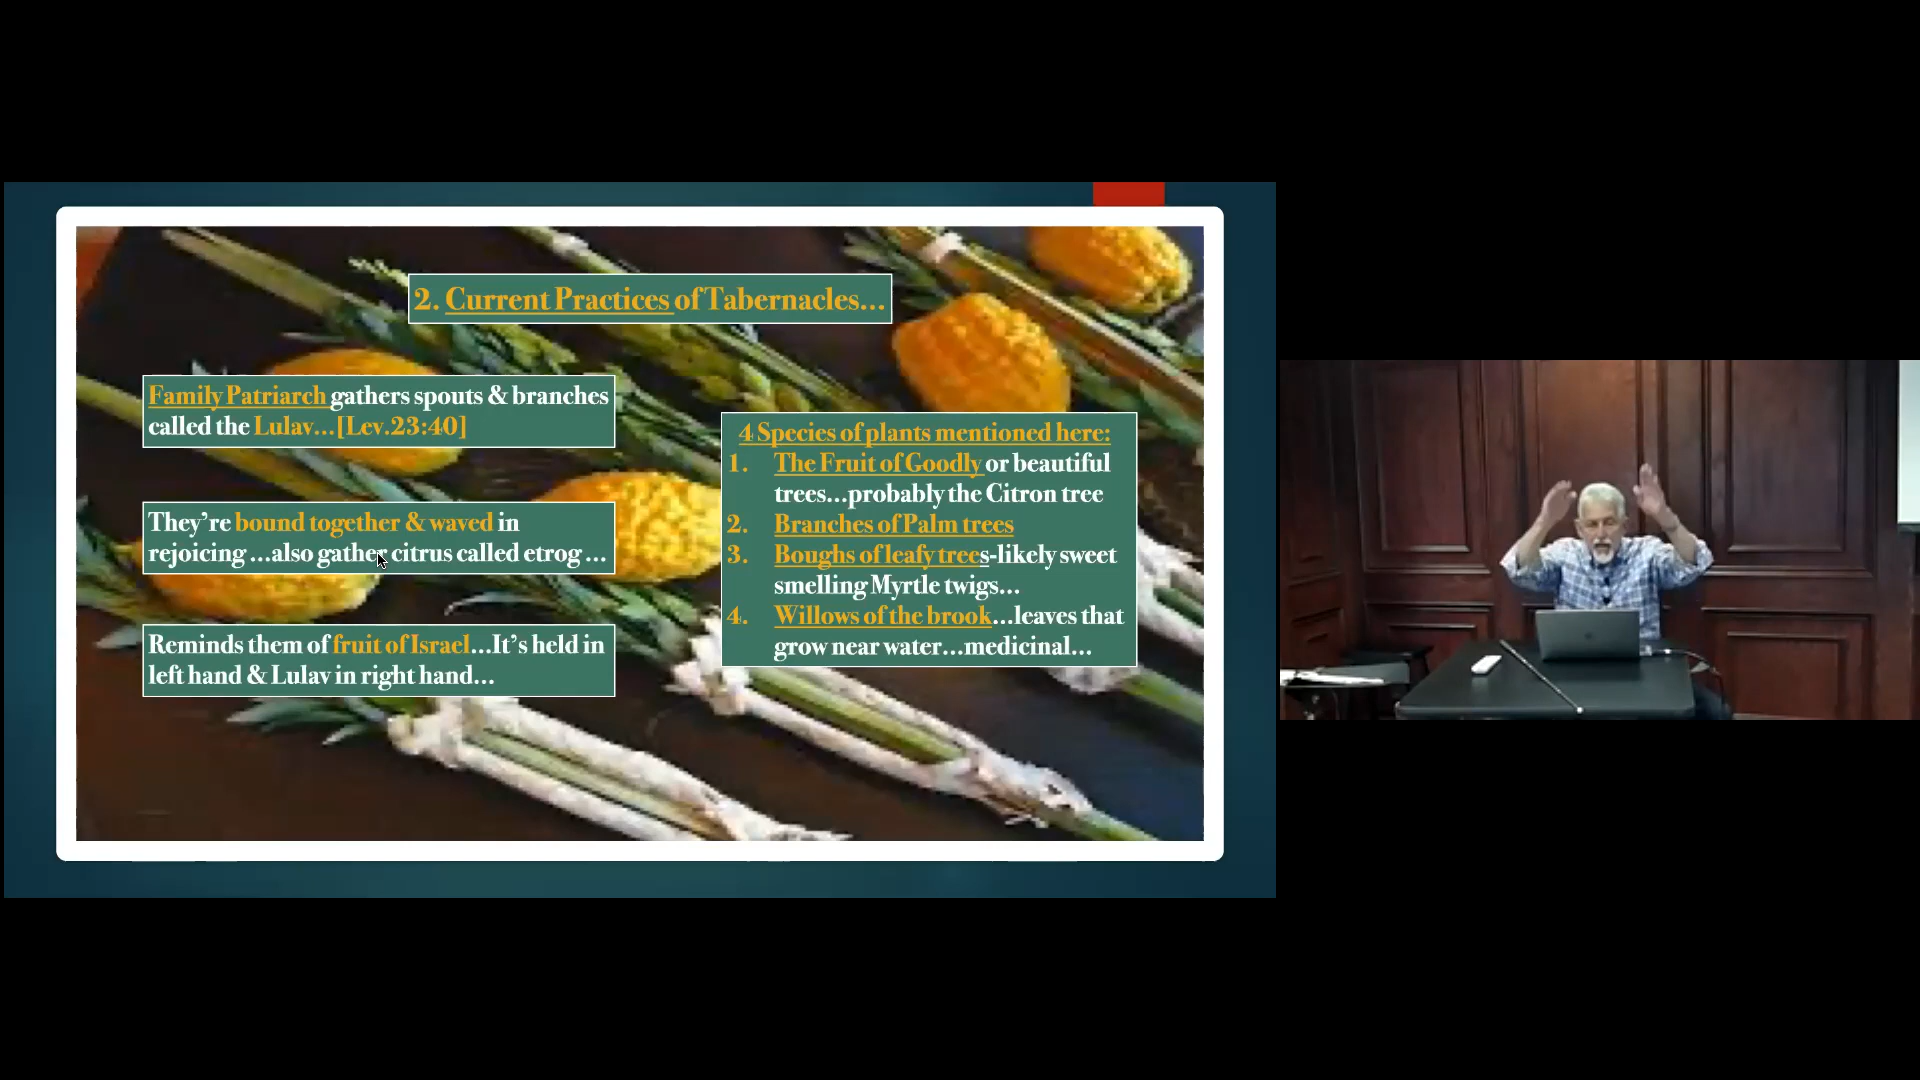 2. Current Practices of Tabernacles...
Family Patriarch gathers spouts & branches
called the Lulav...[Lev.23:40]
They're bound together & waved in
rejoicing ...also gather citrus called etrog ...
Reminds them of fruit of Israel...It's held in
left hand & Lulav in right hand...
4 Species of plants mentioned here:
1. The Fruit of Goodly or beautiful
trees...probably the Citron tree
2. Branches of Palm trees
3. Boughs of leafy trees-likely sweet
smelling Myrtle twigs...
4. Willows of the brook...leaves that
grow near water...medicinal...